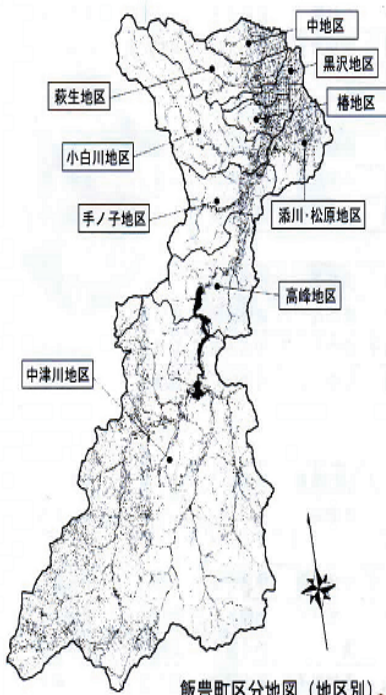 中地区
黒沢地区
萩生地区
椿地区
小白川地区
手ノ子地区
添川・松原地区
高峰地区
中津川地区
飯豊町区分地図（地区別）